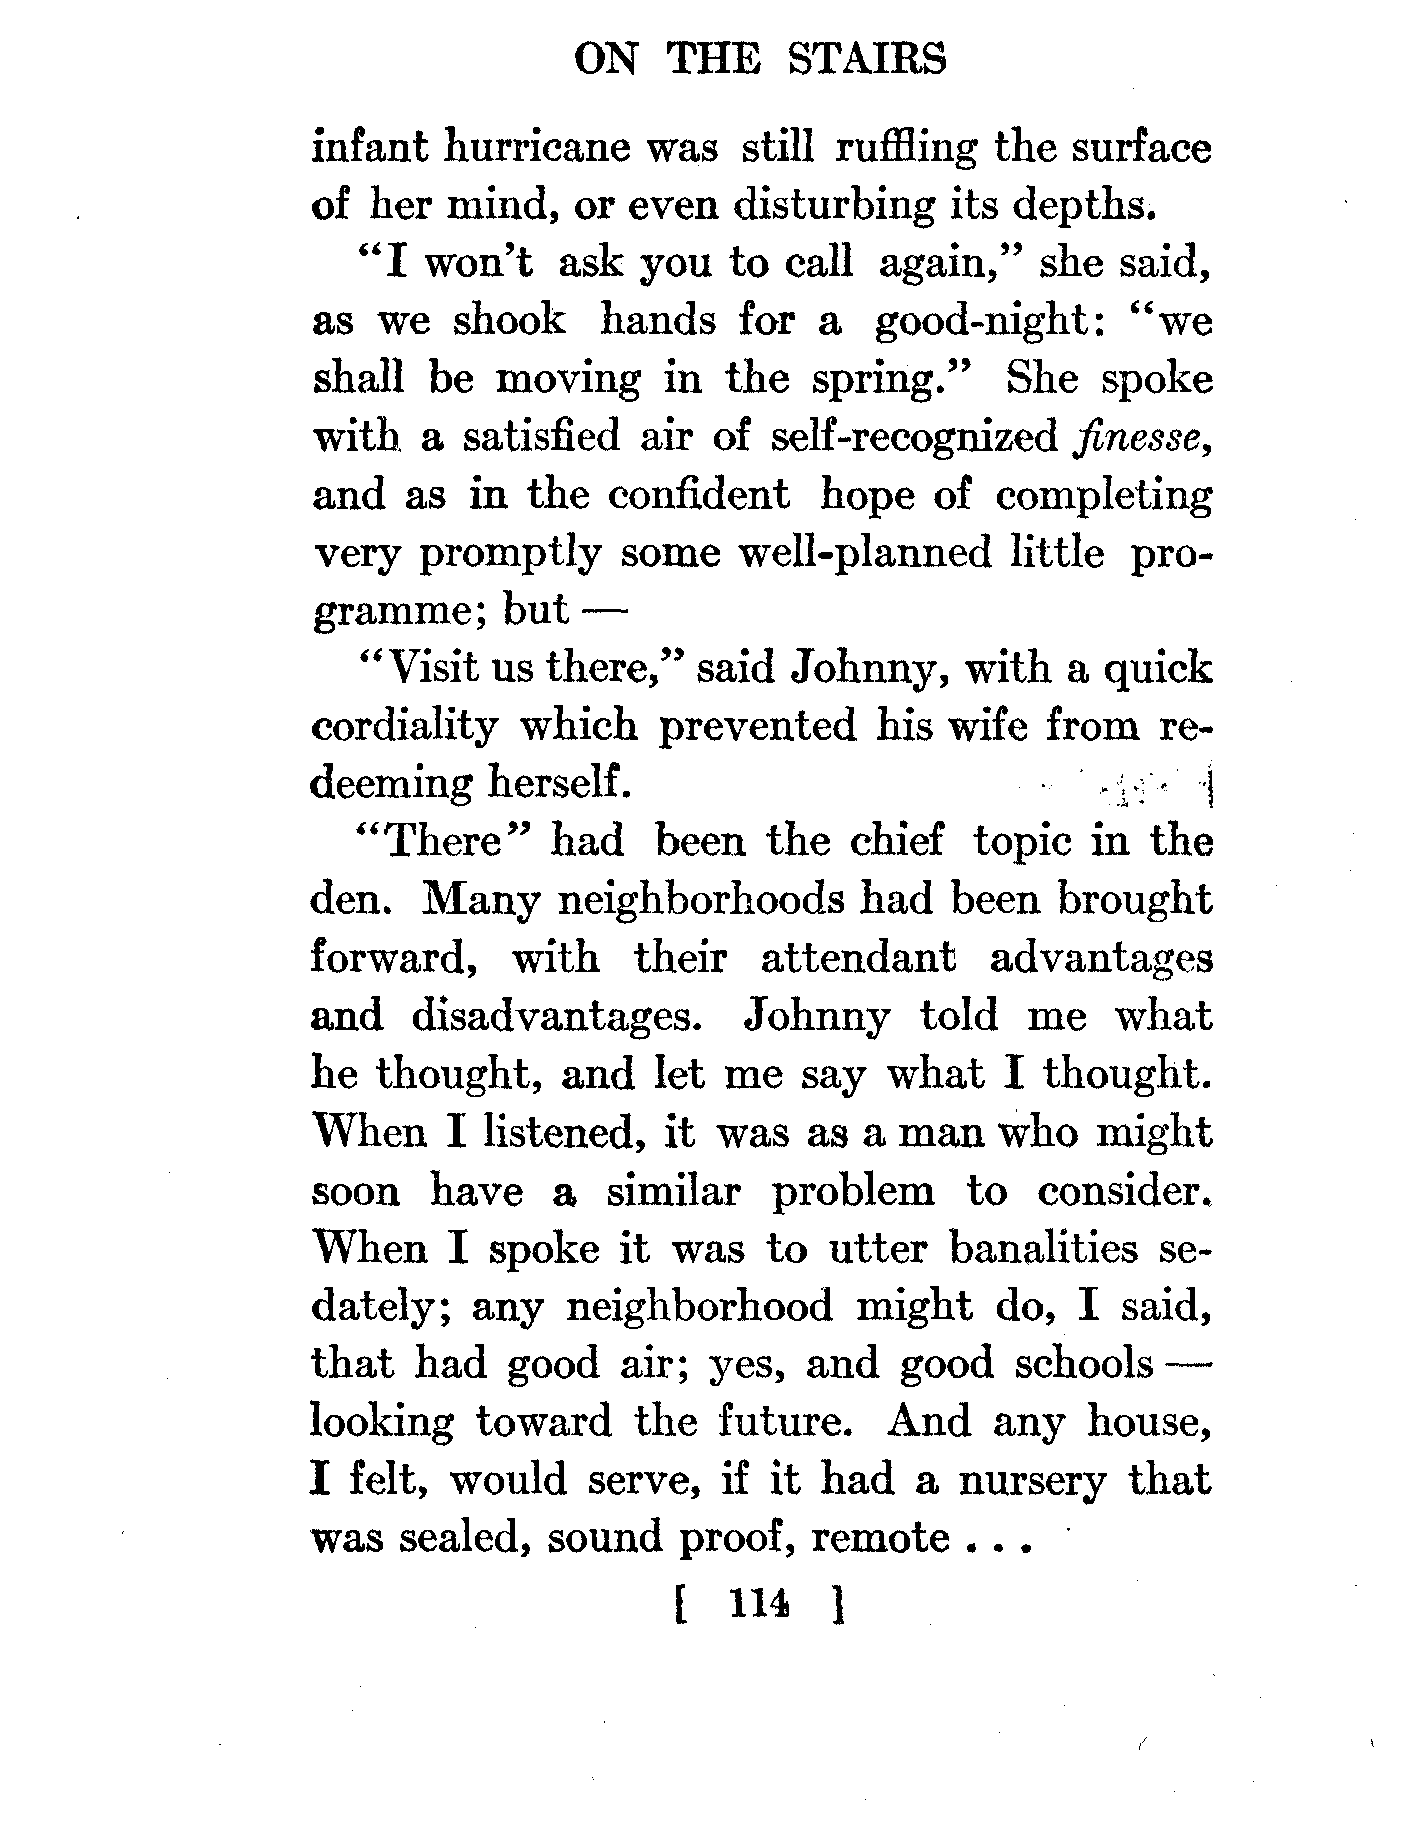 ON THE STAIRS
infant hurricane was still ruffling the surface
of her mind, or even disturbing its depths.
“I won’t ask you to call again,” she said,
as we shook hands for a good-night: “we
shall be moving in the spring.” She spoke
with a satisfied air of self-recognized finesse,
and as in the confident hope of completing
very promptly some well-planned little pro-
gramme; but —
“Visit us there,” said Johnny, with a quick
cordiality which prevented his wife from re-
deeming herself.
“There” had been the chief topic in the
den. Many neighborhoods had been brought
forward, with their attendant advantages
and disadvantages. Johnny told me what
he thought, and let me say what I thought.
When I listened, it was as a man who might
soon have a similar problem to consider.
When I spoke it was to utter banalities se-
dately; any neighborhood might do, I said,
that had good air; yes, and good schools —
looking toward the future. And any house,
I felt, would serve, if it had a nursery that
was sealed, sound proof, remote . . .
[ 114 ]